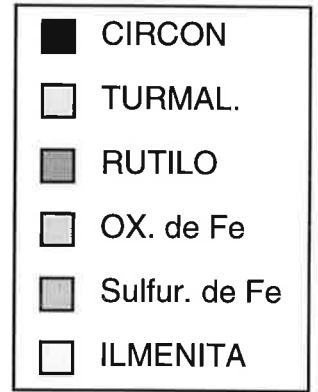 CIRCON
TURMAL.
RUTILO
OX. de Fe
Sulfur. de Fe
ILMENITA